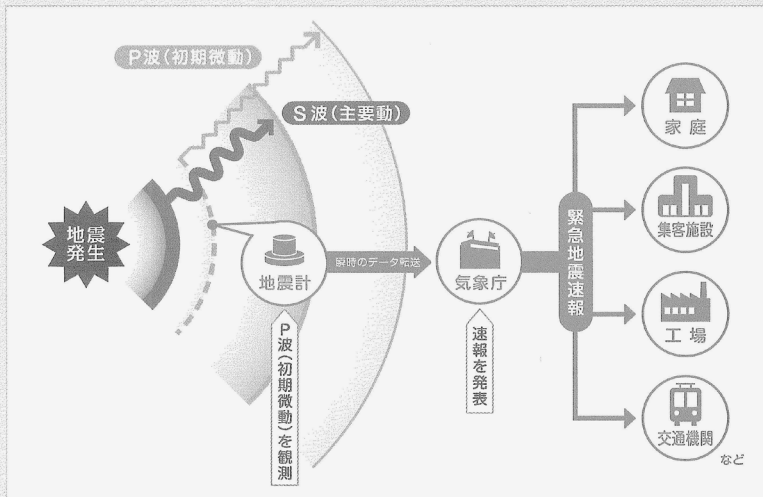 P波(初期微動)
S波(主要動)
地震
発生
地震計
瞬時のデータ転送
気象庁
P波(初期微動)を観測
速報を発表
緊急地震速報
家庭
集客施設
工場
交通機関
など